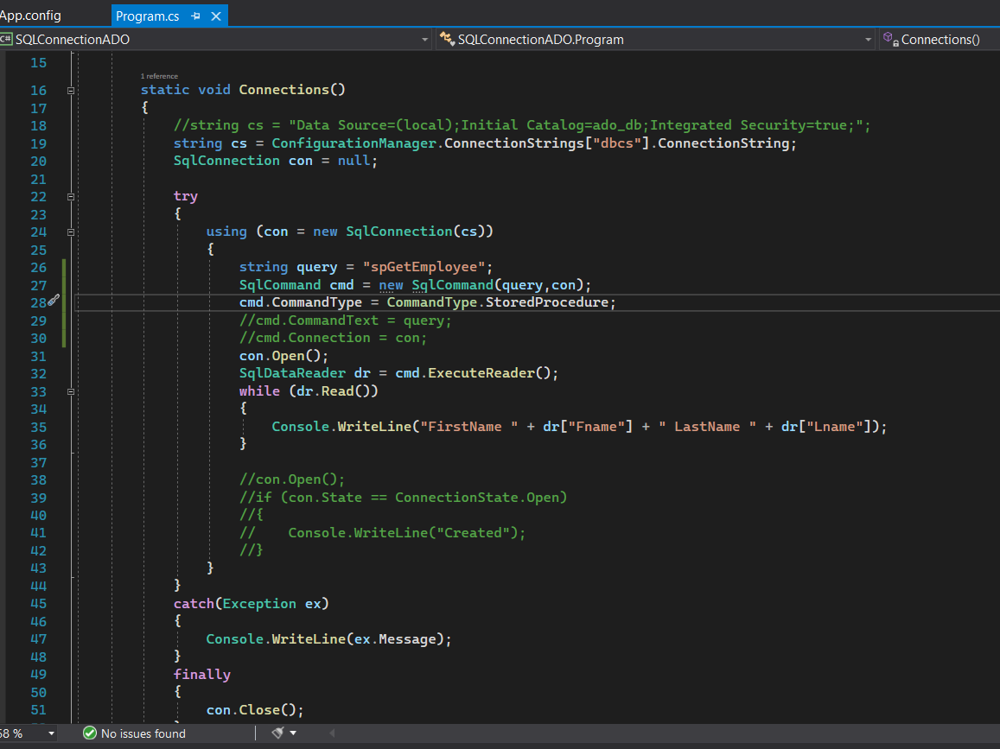 App.config
Program.cs
C# SQLConnectionADO
SQLConnectionADO.Program
Connections()
15
1 reference
16 static void Connections()
17 {
18 //string cs = "Data Source=(local);Initial Catalog=ado_db;Integrated Security=true;";
19 string cs = ConfigurationManager.ConnectionStrings["dbcs"].ConnectionString;
20 SqlConnection con = null;
21
22 try
23 {
24 using (con = new SqlConnection(cs))
25 {
26 string query = "spGetEmployee";
27 SqlCommand cmd = new SqlCommand(query,con);
28 cmd.CommandType = CommandType.StoredProcedure;
29 //cmd.CommandText = query;
30 //cmd.Connection = con;
31 con.Open();
32 SqlDataReader dr = cmd.ExecuteReader();
33 while (dr.Read())
34 {
35 Console.WriteLine("FirstName " + dr["Fname"] + " LastName " + dr["Lname"]);
36 }
37
38 //con.Open();
39 //if (con.State == ConnectionState.Open)
40 //{
41 //    Console.WriteLine("Created");
42 //}
43 }
44 }
45 catch(Exception ex)
46 {
47 Console.WriteLine(ex.Message);
48 }
49 finally
50 {
51 con.Close();
No issues found